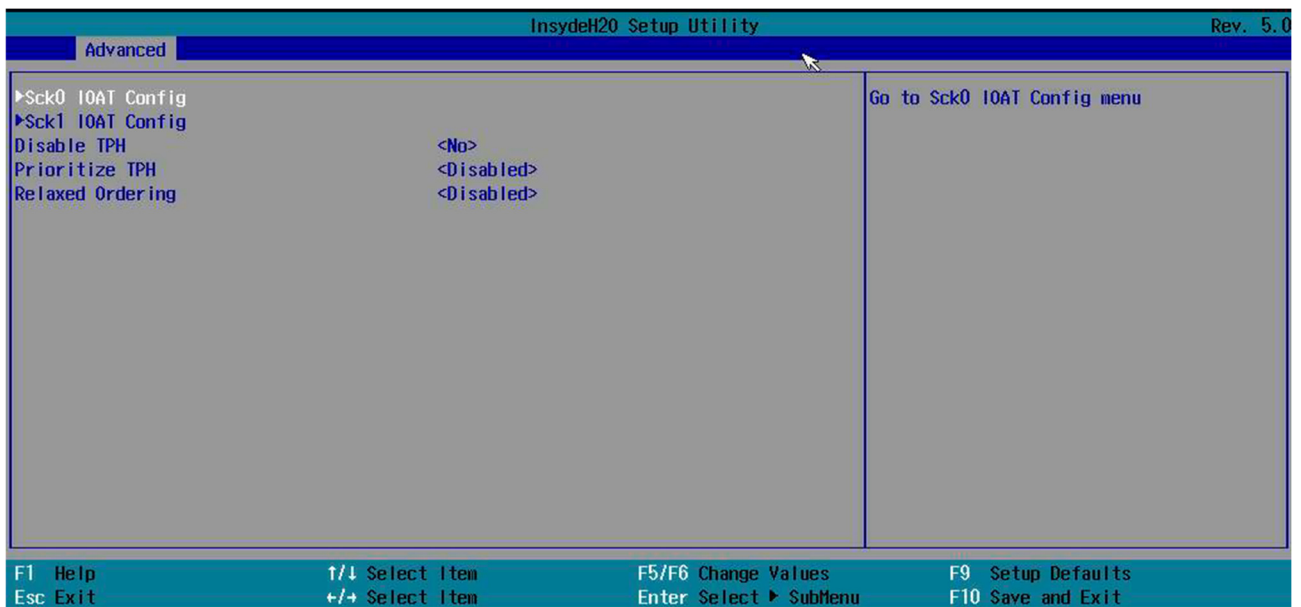 InsydeH2O Setup Utility Rev. 5.0
Advanced
▶Sck0 IOAT Config Go to Sck0 IOAT Config menu
▶Sck1 IOAT Config
Disable TPH <No>
Prioritize TPH <Disabled>
Relaxed Ordering <Disabled>
F1 Help ↑/↓ Select Item F5/F6 Change Values F9 Setup Defaults
Esc Exit ←/→ Select Item Enter Select ▶ SubMenu F10 Save and Exit